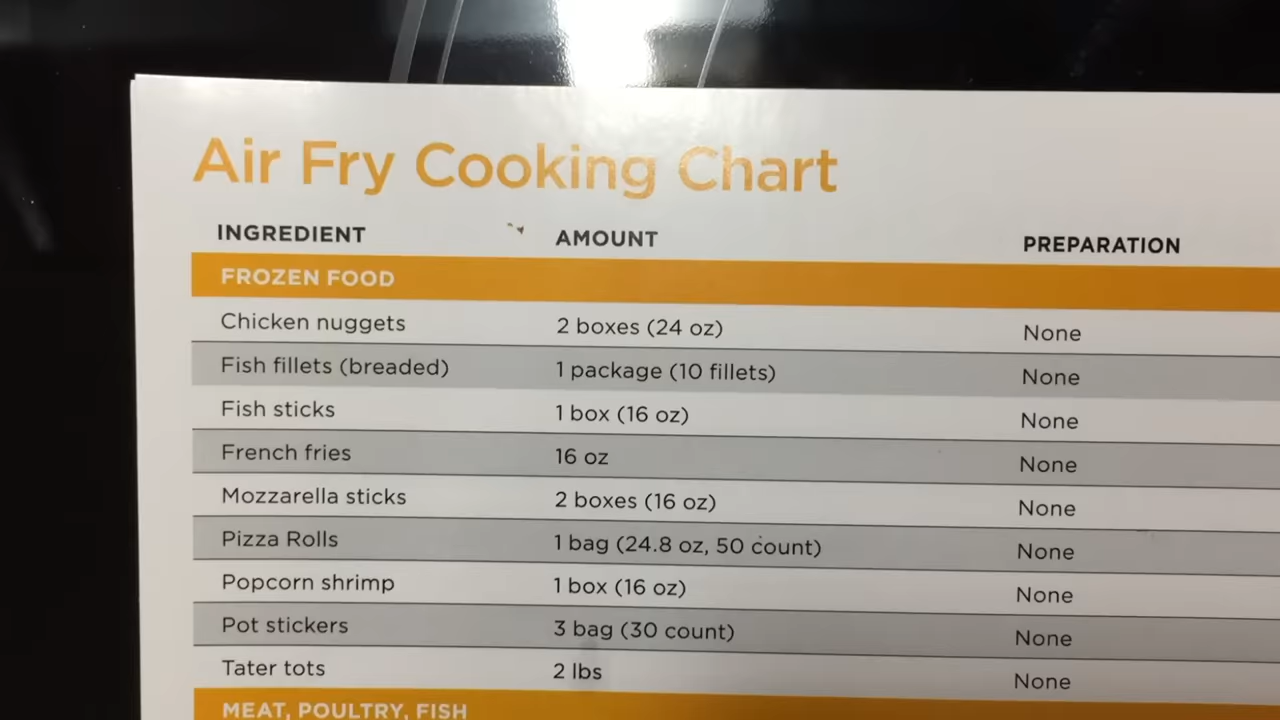 Air Fry Cooking Chart
INGREDIENT AMOUNT PREPARATION
FROZEN FOOD
Chicken nuggets 2 boxes (24 oz) None
Fish fillets (breaded) 1 package (10 fillets) None
Fish sticks 1 box (16 oz) None
French fries 16 oz None
Mozzarella sticks 2 boxes (16 oz) None
Pizza Rolls 1 bag (24.8 oz, 50 count) None
Popcorn shrimp 1 box (16 oz) None
Pot stickers 3 bag (30 count) None
Tater tots 2 lbs None
MEAT, POULTRY, FISH